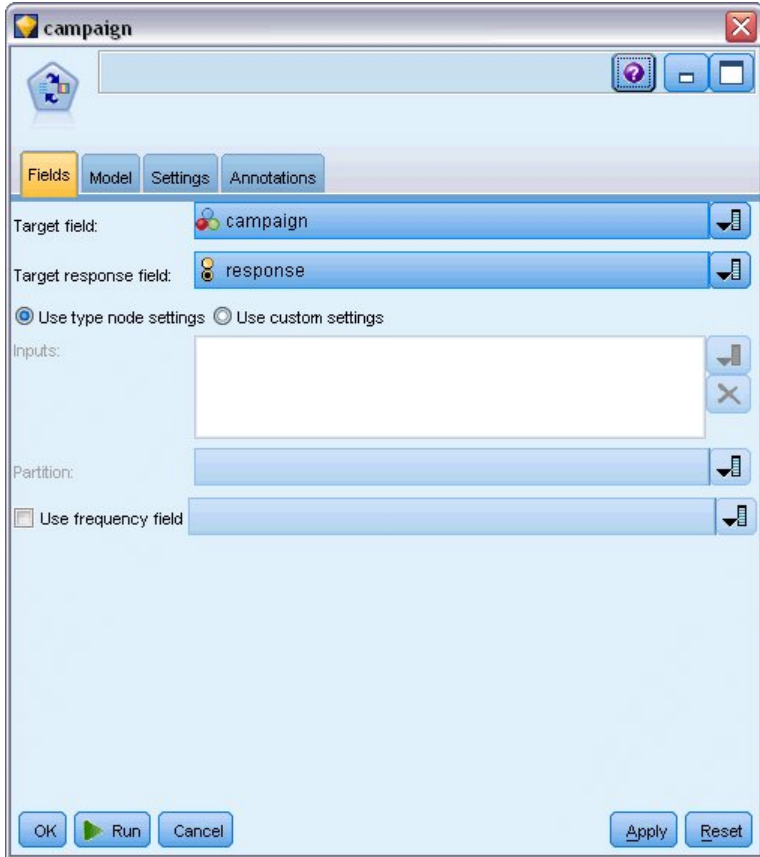 campaign
Fields Model Settings Annotations
Target field: campaign
Target response field: response
Use type node settings Use custom settings
Inputs:
Partition:
Use frequency field
OK Run Cancel Apply Reset